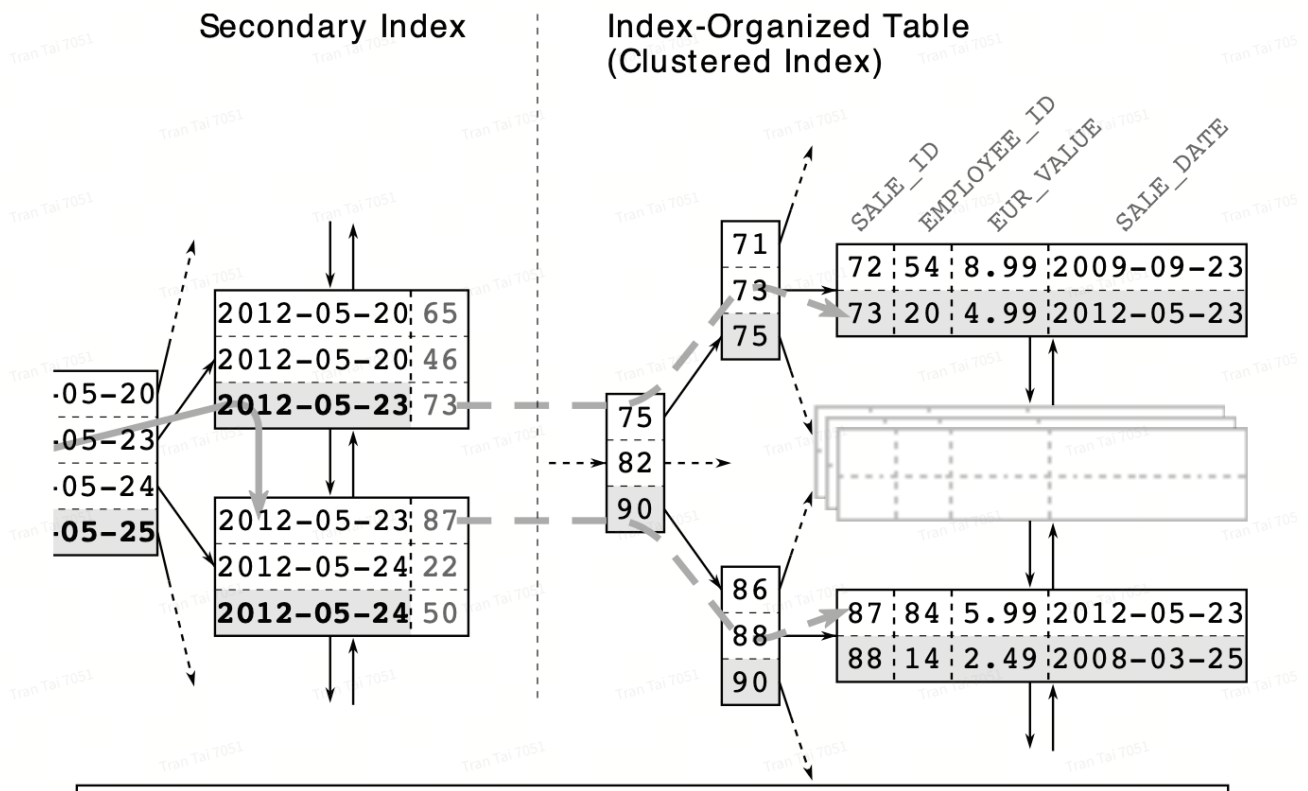 Secondary Index
Index-Organized Table
(Clustered Index)
SALE_ID
EMPLOYEE_ID
EUR_VALUE
SALE_DATE
-05-20
-05-23
-05-24
-05-25
2012-05-20 65
2012-05-20 46
2012-05-23 73
2012-05-23 87
2012-05-24 22
2012-05-24 50
75
82
90
71
73
75
86
88
90
72 54 8.99 2009-09-23
73 20 4.99 2012-05-23
87 84 5.99 2012-05-23
88 14 2.49 2008-03-25
Tran Tai 7051